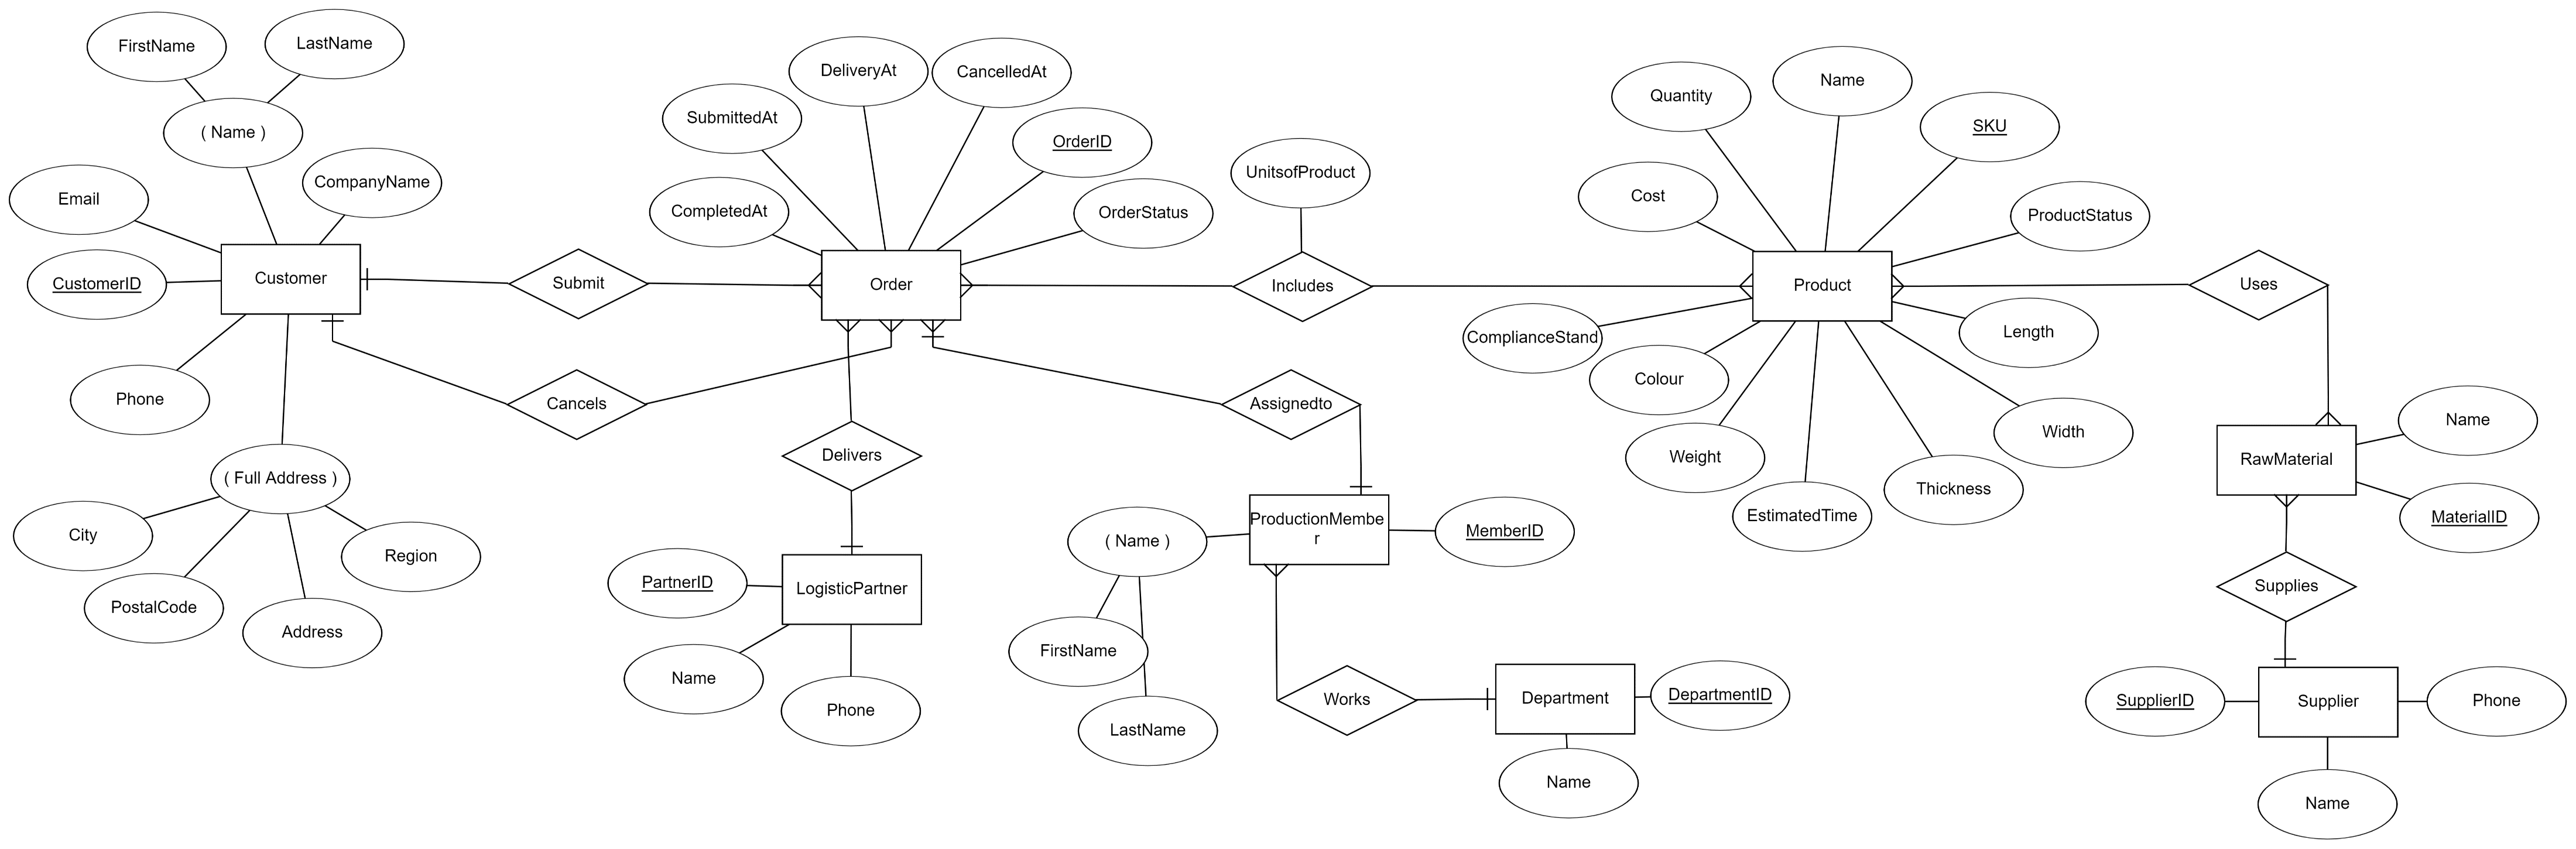 FirstName
LastName
( Name )
Email
CompanyName
CustomerID
Customer
Phone
( Full Address )
City
PostalCode
Address
Region
Submit
Cancels
SubmittedAt
DeliveryAt
CancelledAt
OrderID
CompletedAt
OrderStatus
Order
Delivers
PartnerID
LogisticPartner
Name
Phone
UnitsofProduct
Includes
Assignedto
ProductionMembe
r
MemberID
( Name )
FirstName
LastName
Works
Department
DepartmentID
Name
Quantity
Name
SKU
Cost
ProductStatus
Product
ComplianceStand
Colour
Weight
EstimatedTime
Thickness
Width
Length
Uses
RawMaterial
Name
MaterialID
Supplies
SupplierID
Supplier
Phone
Name